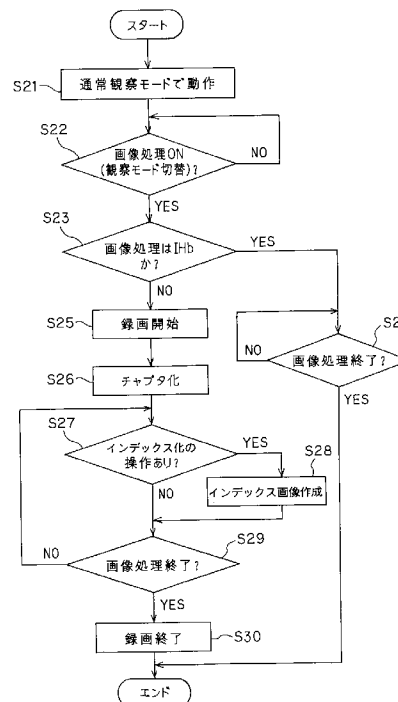 スタート
S21
通常観察モードで動作
S22
画像処理ON
(観察モード切替)?
NO
YES
S23
画像処理はIHb
か?
YES
NO
S25
録画開始
S26
チャプタ化
NO
画像処理終了?
YES
S27
インデックス化の
操作あり?
YES
S28
インデックス画像作成
NO
S29
画像処理終了?
NO
YES
録画終了
S30
エンド